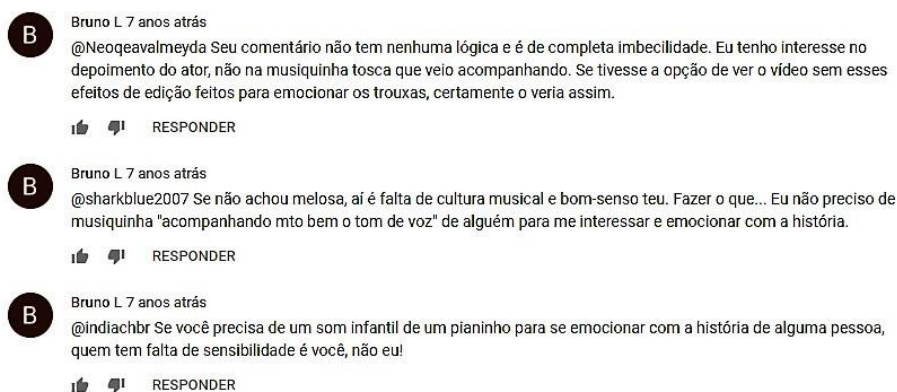 B
Bruno L 7 anos atrás
@Neoqeavalmeyda Seu comentário não tem nenhuma lógica e é de completa imbecilidade. Eu tenho interesse no
depoimento do ator, não na musiquinha tosca que veio acompanhando. Se tivesse a opção de ver o vídeo sem esses
efeitos de edição feitos para emocionar os trouxas, certamente o veria assim.
RESPONDER
B
Bruno L 7 anos atrás
@sharkblue2007 Se não achou melosa, aí é falta de cultura musical e bom-senso teu. Fazer o que... Eu não preciso de
musiquinha "acompanhando mto bem o tom de voz" de alguém para me interessar e emocionar com a história.
RESPONDER
B
Bruno L 7 anos atrás
@indiachbr Se você precisa de um som infantil de um pianinho para se emocionar com a história de alguma pessoa,
quem tem falta de sensibilidade é você, não eu!
RESPONDER